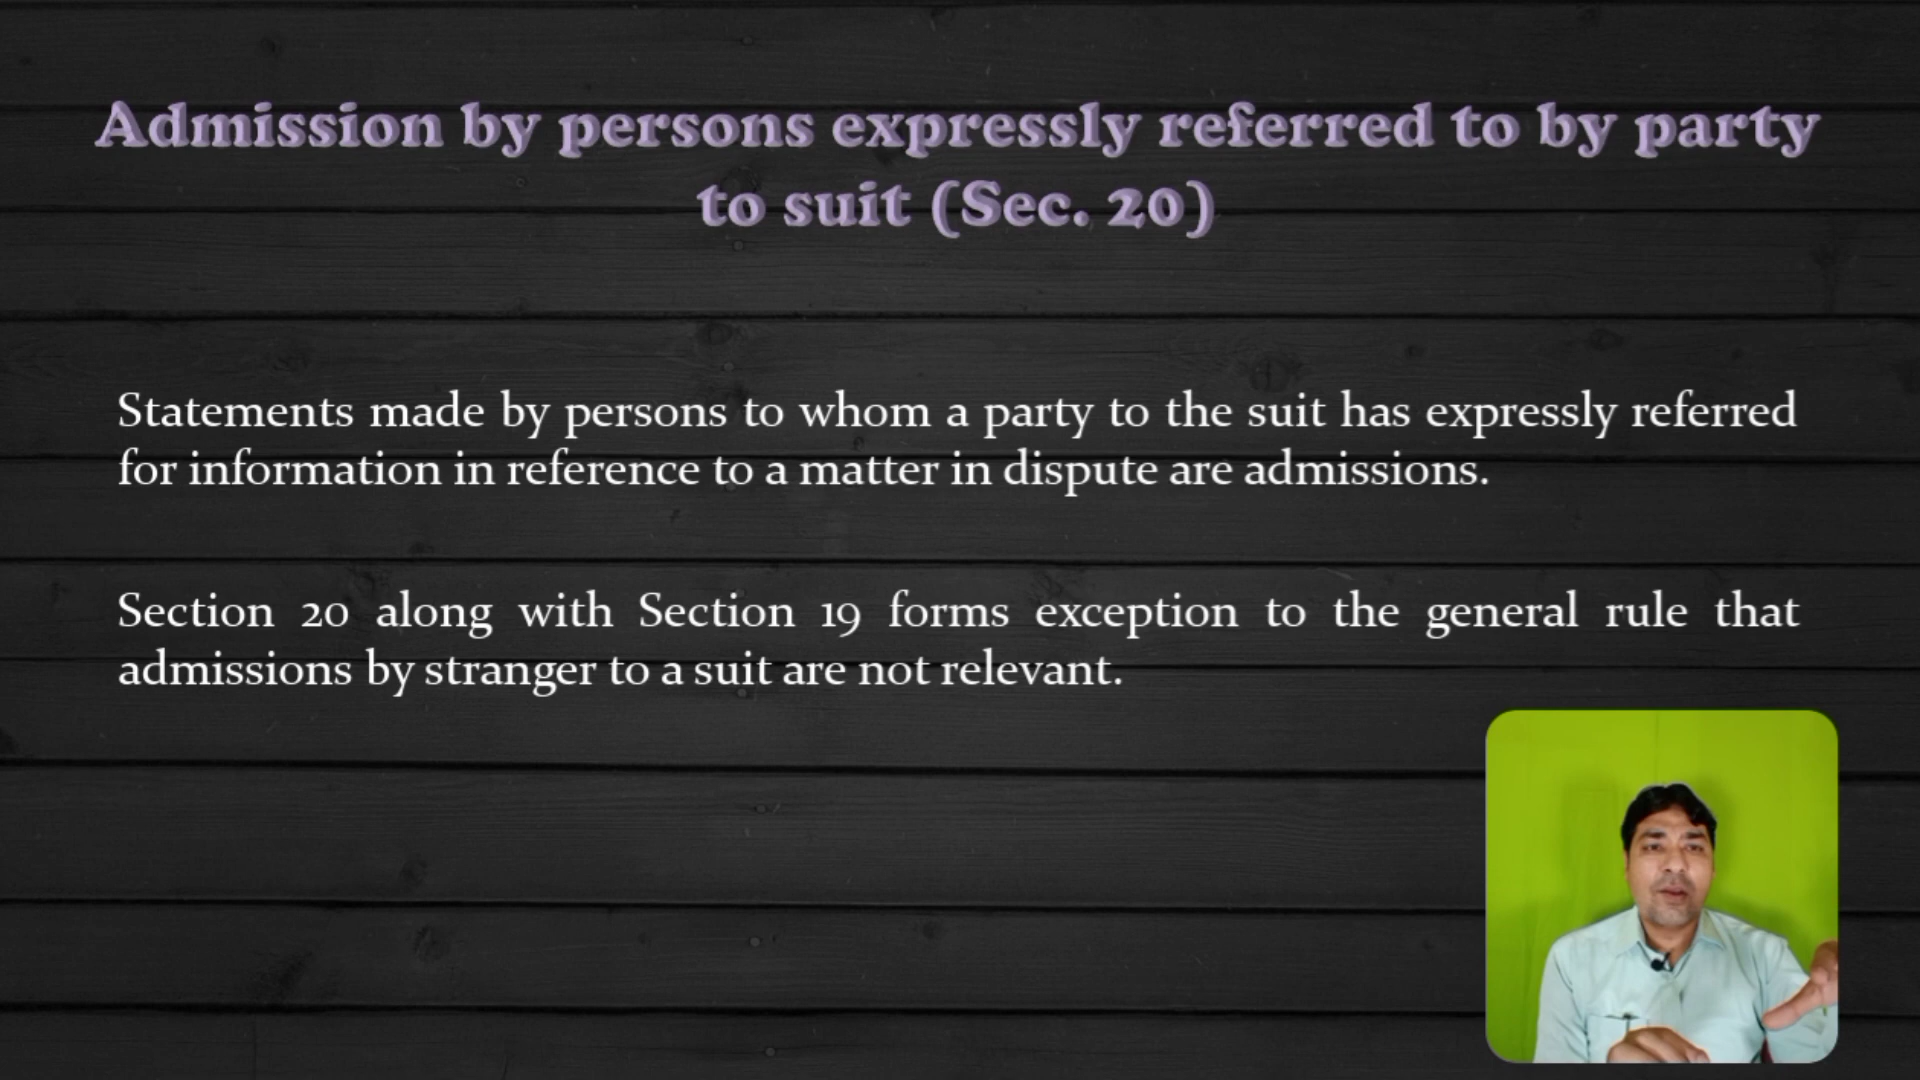 Admission by persons expressly referred to by party
to suit (Sec. 20)
Statements made by persons to whom a party to the suit has expressly referred
for information in reference to a matter in dispute are admissions.
Section 20 along with Section 19 forms exception to the general rule that
admissions by stranger to a suit are not relevant.